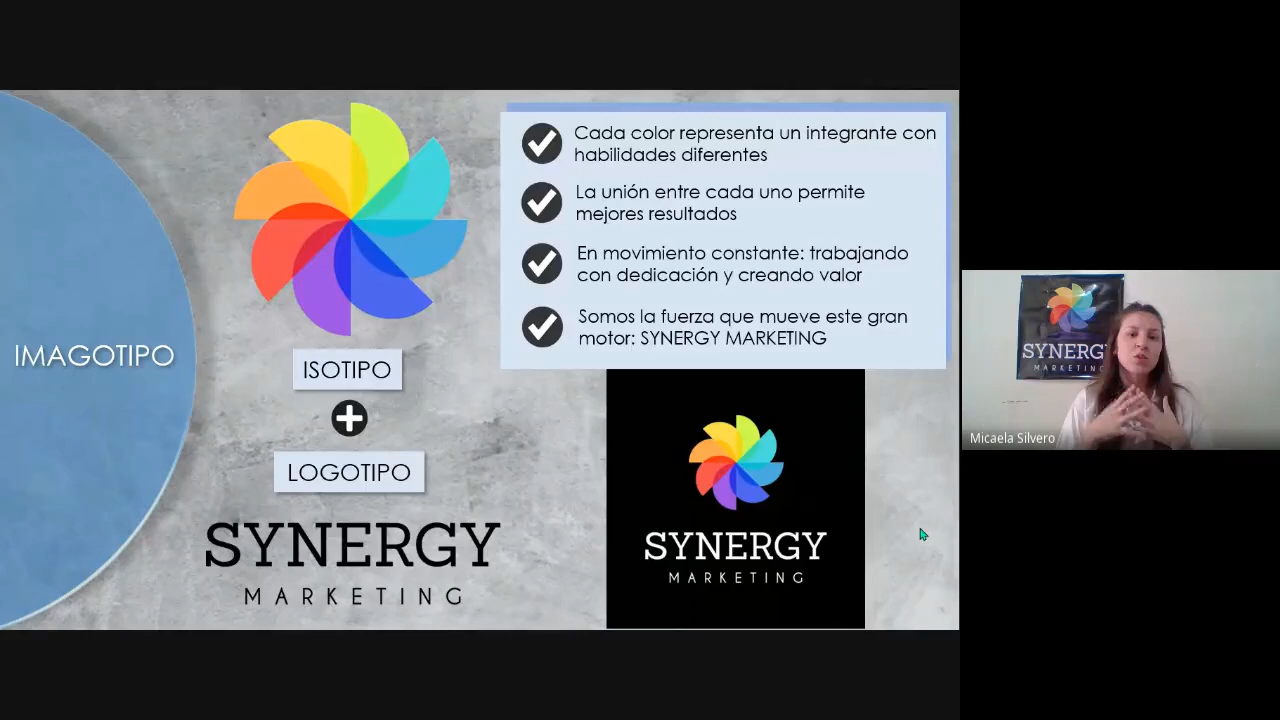 IMAGOTIPO
ISOTIPO
LOGOTIPO
SYNERGY
MARKETING
Cada color representa un integrante con
habilidades diferentes
La unión entre cada uno permite
mejores resultados
En movimiento constante: trabajando
con dedicación y creando valor
Somos la fuerza que mueve este gran
motor: SYNERGY MARKETING
SYNERGY
MARKETING
SYNERGY
MARKETING
Micaela Silvero